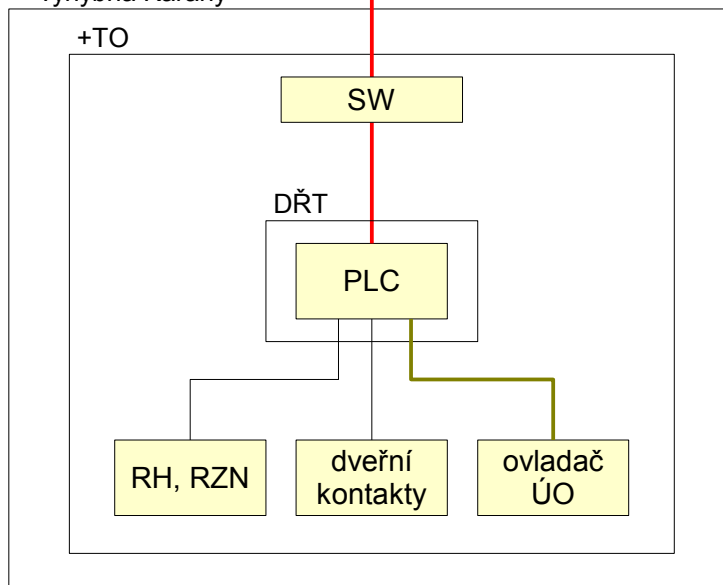 +TO
SW
DŘT
PLC
RH, RZN
dveřní
kontakty
ovladač
ÚO